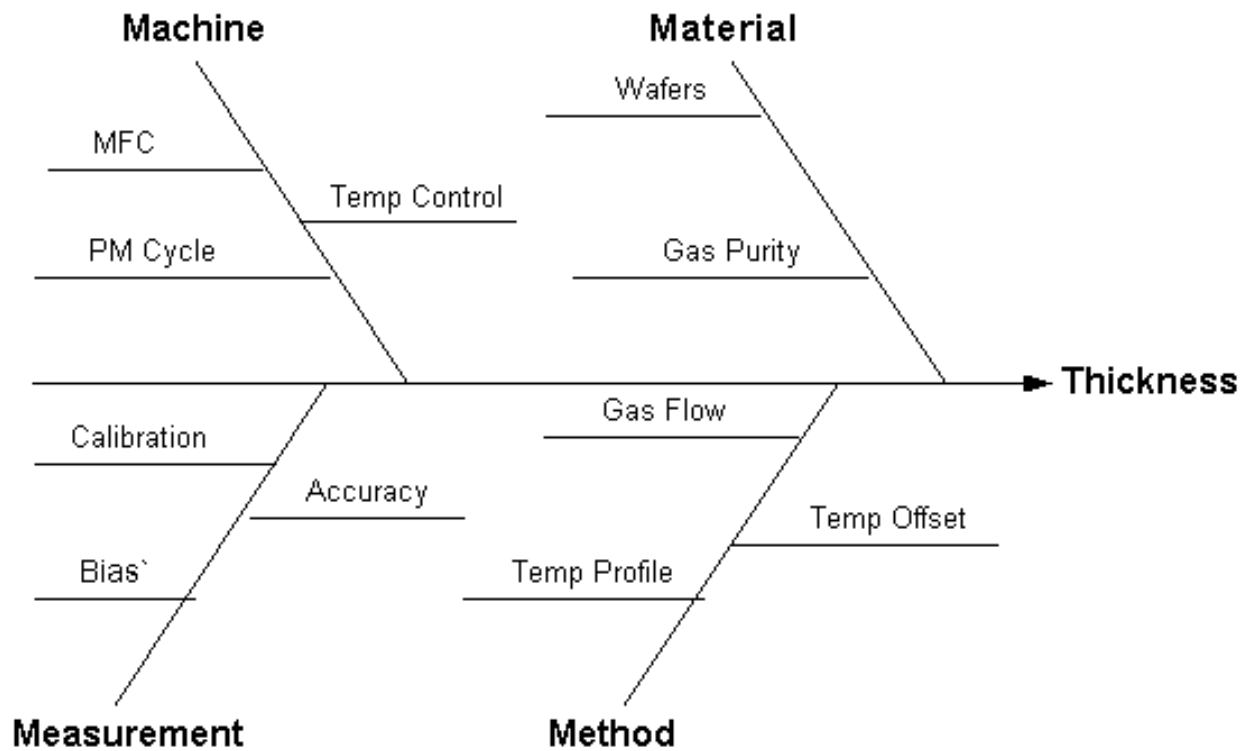 Machine
Material
Wafers
MFC
Temp Control
PM Cycle
Gas Purity
Thickness
Gas Flow
Calibration
Accuracy
Temp Offset
Bias`
Temp Profile
Measurement
Method